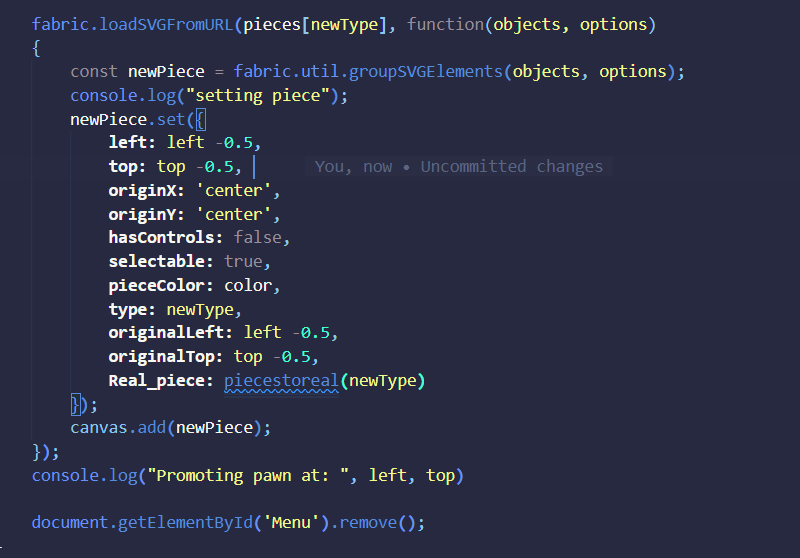 fabric.loadSVGFromURL(pieces[newType], function(objects, options)
{
    const newPiece = fabric.util.groupSVGElements(objects, options);
    console.log("setting piece");
    newPiece.set({
        left: left -0.5,
        top: top -0.5, You, now • Uncommitted changes
        originX: 'center',
        originY: 'center',
        hasControls: false,
        selectable: true,
        pieceColor: color,
        type: newType,
        originalLeft: left -0.5,
        originalTop: top -0.5,
        Real_piece: piecestoreal(newType)
    });
    canvas.add(newPiece);
});
console.log("Promoting pawn at: ", left, top)
document.getElementById('Menu').remove();